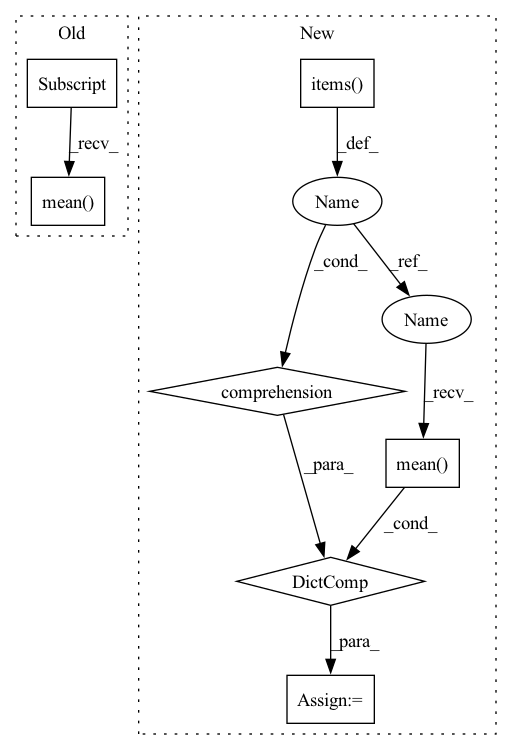 Old
New
Subscript
items()
_recv_
_def_
mean()
Name
_cond_
_ref_
Name
comprehension
_recv_
_para_
mean()
_cond_
DictComp
_para_
Assign:=